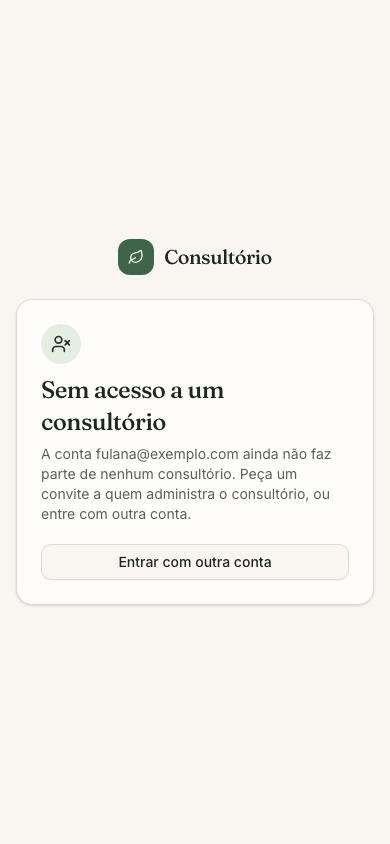 Consultório
Sem acesso a um
consultório
A conta fulana@exemplo.com ainda não faz
parte de nenhum consultório. Peça um
convite a quem administra o consultório, ou
entre com outra conta.
Entrar com outra conta